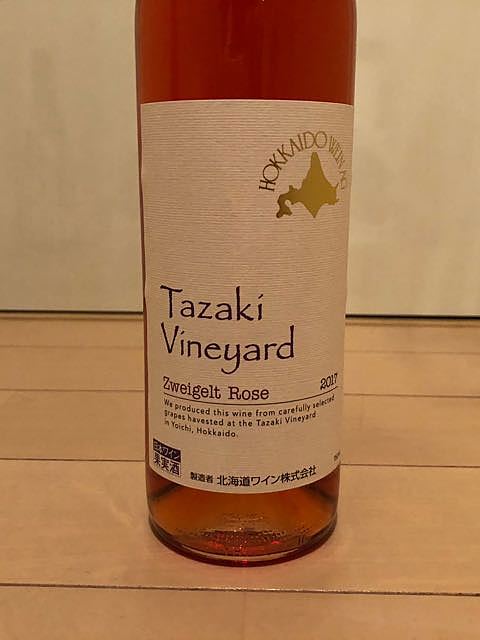 HOKKAIDO WEIN AG
Tazaki
Vineyard
Zweigelt Rose 2017
We produced this wine from carefully selected
grapes havested at the Tazaki Vineyard
in Yoichi, Hokkaido.
日本ワイン
果実酒
製造者 北海道ワイン株式会社